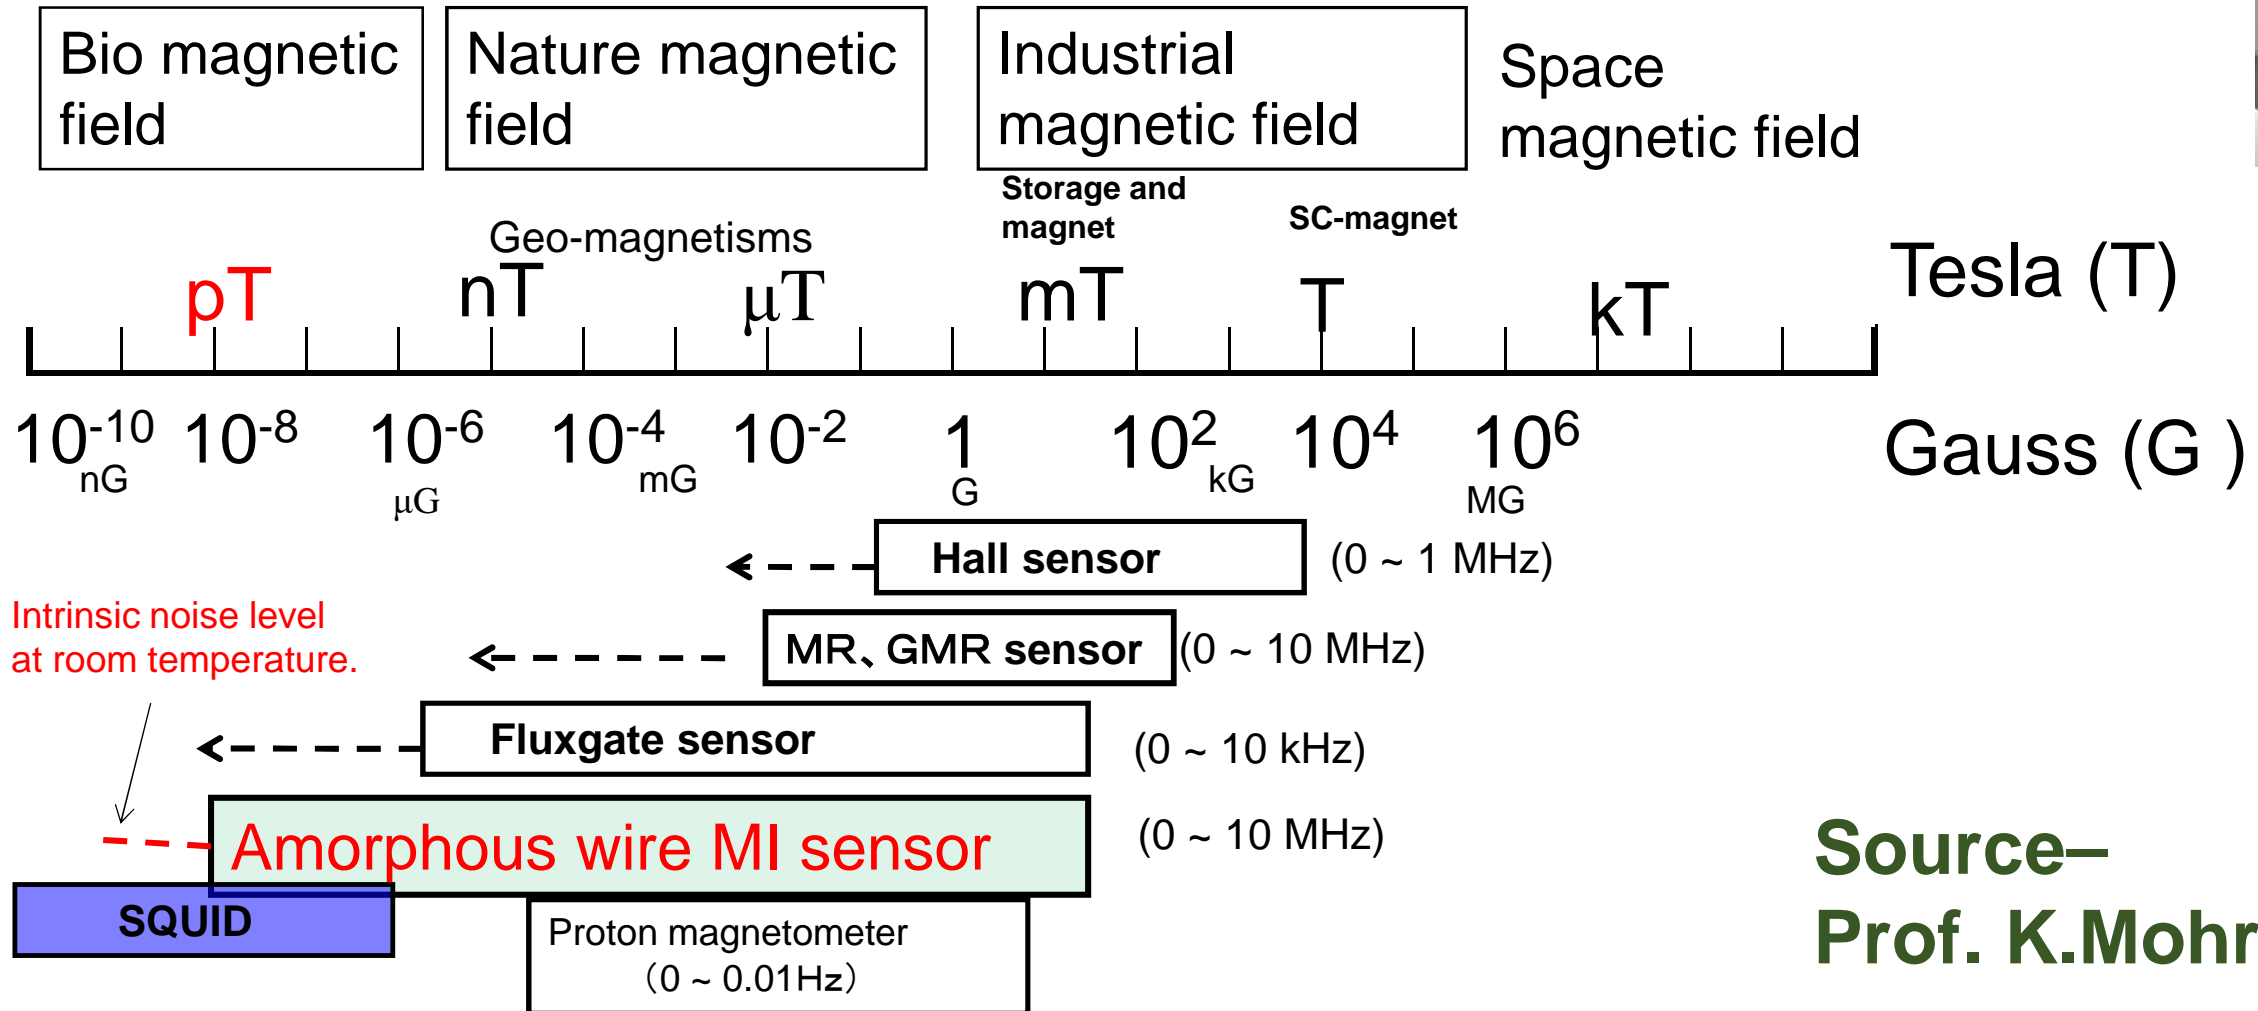 Bio magnetic
field
Nature magnetic
field
Industrial
magnetic field
Space
magnetic field
Storage and
magnet
SC-magnet
Geo-magnetisms
pT nT μT mT T kT Tesla (T)
10-10 10-8 10-6 10-4 10-2 1 102 104 106 Gauss (G )
nG μG mG G kG MG
Hall sensor (0 ~ 1 MHz)
Intrinsic noise level
at room temperature.
MR、GMR sensor (0 ~ 10 MHz)
Fluxgate sensor (0 ~ 10 kHz)
Amorphous wire MI sensor (0 ~ 10 MHz)
SQUID
Proton magnetometer
（0 ~ 0.01Hz）
Source–
Prof. K.Mohr